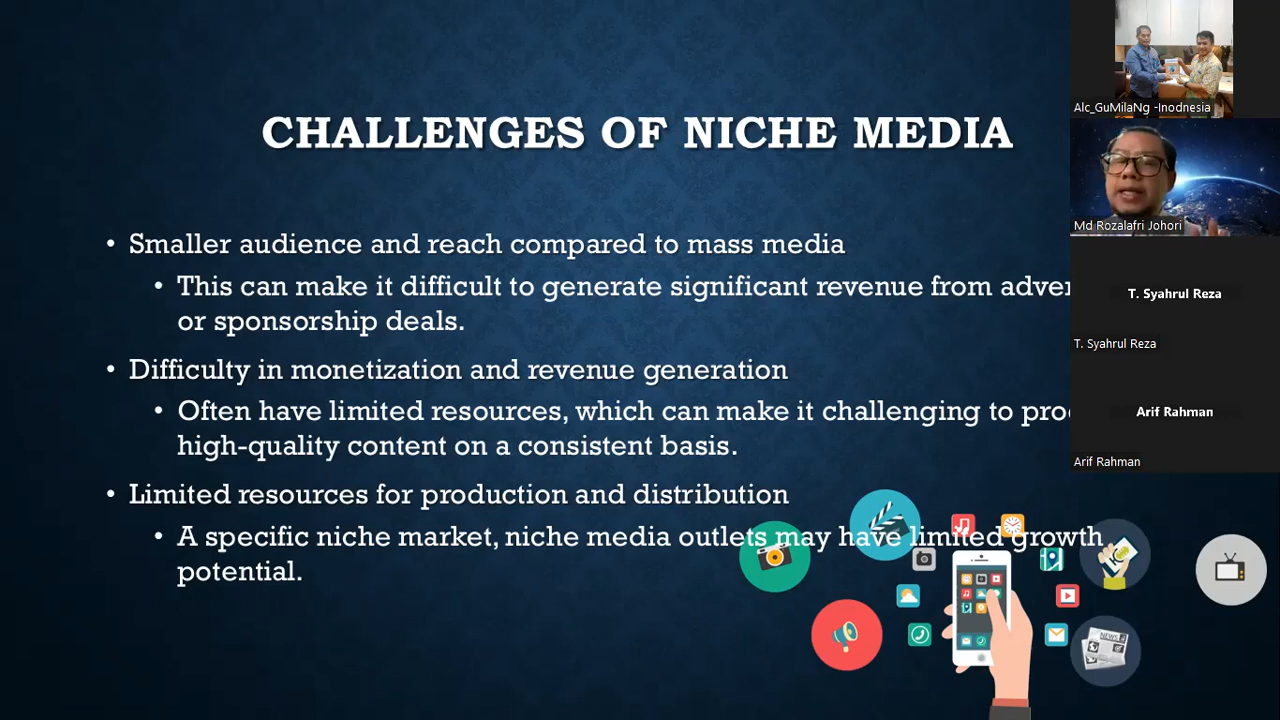 CHALLENGES OF NICHE MEDIA
• Smaller audience and reach compared to mass media
• This can make it difficult to generate significant revenue from
or sponsorship deals.
• Difficulty in monetization and revenue generation
• Often have limited resources, which can make it challenging to
high-quality content on a consistent basis.
• Limited resources for production and distribution
• A specific niche market, niche media outlets may have limited growth
potential.
NEWS
Alc_GuMilaNg -Inodnesia
Md Rozalafri Johori
T. Syahrul Reza
T. Syahrul Reza
Arif Rahman
Arif Rahman